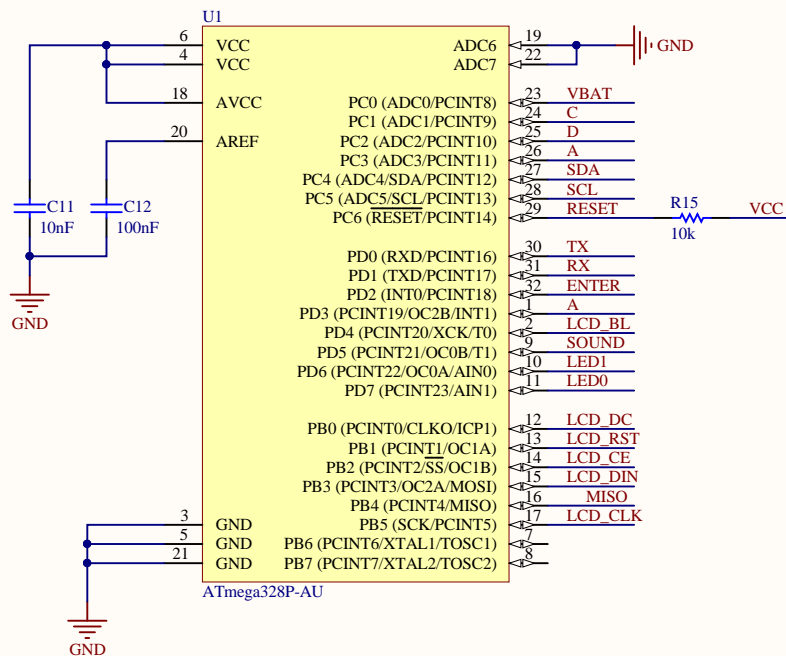 U1
6 VCC ADC6 19 GND
4 VCC ADC7 22
18 AVCC PC0 (ADC0/PCINT8) 23 VBAT
PC1 (ADC1/PCINT9) 24 C
20 AREF PC2 (ADC2/PCINT10) 25 D
PC3 (ADC3/PCINT11) 26 A
PC4 (ADC4/SDA/PCINT12) 27 SDA
C11 C12 PC5 (ADC5/SCL/PCINT13) 28 SCL R15
10nF 100nF PC6 (RESET/PCINT14) 29 RESET VCC
10k
PD0 (RXD/PCINT16) 30 TX
PD1 (TXD/PCINT17) 31 RX
PD2 (INT0/PCINT18) 32 ENTER
GND PD3 (PCINT19/OC2B/INT1) 1 A
PD4 (PCINT20/XCK/T0) 2 LCD_BL
PD5 (PCINT21/OC0B/T1) 9 SOUND
PD6 (PCINT22/OC0A/AIN0) 10 LED1
PD7 (PCINT23/AIN1) 11 LED0
PB0 (PCINT0/CLKO/ICP1) 12 LCD_DC
PB1 (PCINT1/OC1A) 13 LCD_RST
PB2 (PCINT2/SS/OC1B) 14 LCD_CE
PB3 (PCINT3/OC2A/MOSI) 15 LCD_DIN
PB4 (PCINT4/MISO) 16 MISO
3 GND PB5 (SCK/PCINT5) 17 LCD_CLK
5 GND PB6 (PCINT6/XTAL1/TOSC1) 7
21 GND PB7 (PCINT7/XTAL2/TOSC2) 8
ATmega328P-AU
GND